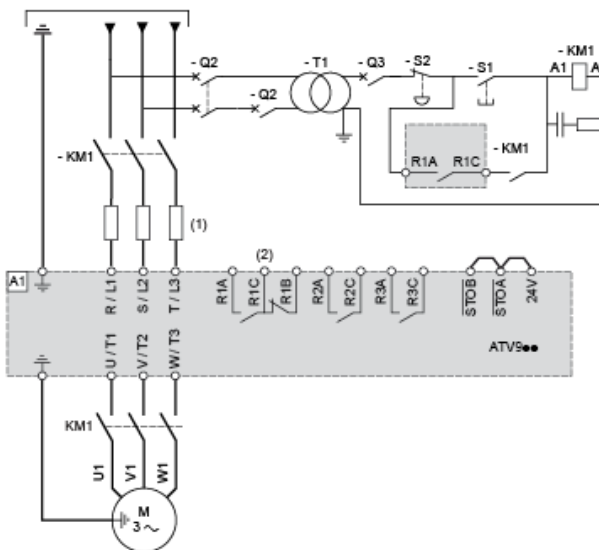 - Q2
- T1
- Q3
- S2
- S1
- KM1
A1
A
- Q2
- KM1
R1A
R1C
- KM1
(1)
(2)
A1
R / L1
S / L2
T / L3
R1A
R1C
R1B
R2A
R2C
R3A
R3C
STOB
STOA
24V
U / T1
V / T2
W / T3
ATV9●●
KM1
U1
V1
W1
M
3 ~